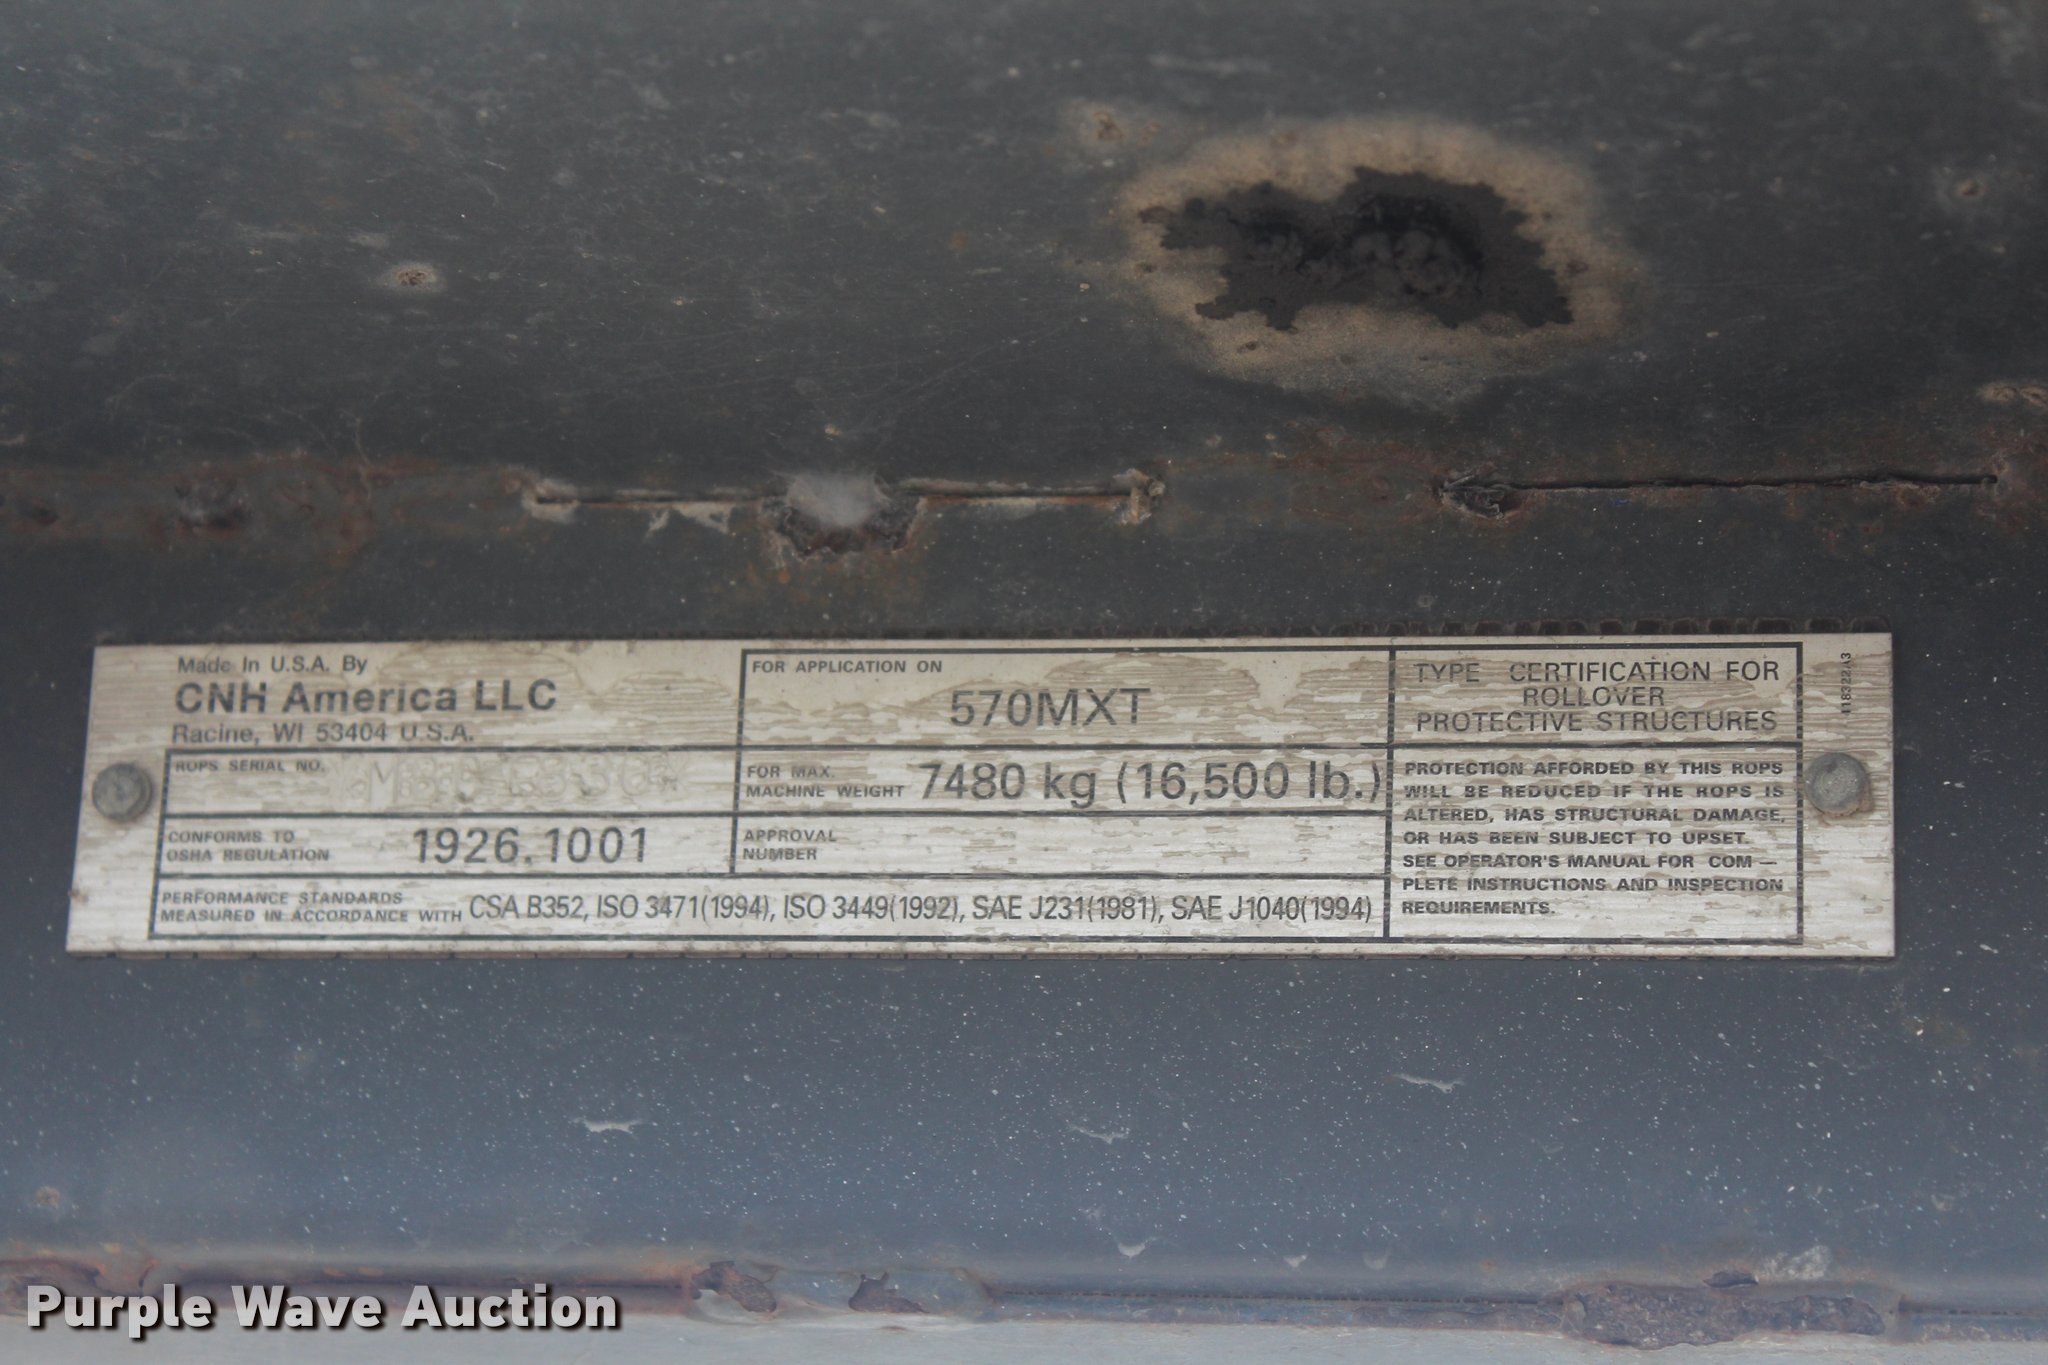 Made In U.S.A. By
CNH America LLC
Racine, WI 53404 U.S.A.
ROPS SERIAL NO.
CONFORMS TO
OSHA REGULATION
1926.1001
PERFORMANCE STANDARDS
MEASURED IN ACCORDANCE WITH CSA B352, ISO 3471(1994), ISO 3449(1992), SAE J231(1981), SAE J1040(1994)
FOR APPLICATION ON
570MXT
FOR MAX.
MACHINE WEIGHT 7480 kg (16,500 lb.)
APPROVAL
NUMBER
TYPE CERTIFICATION FOR
ROLLOVER
PROTECTIVE STRUCTURES
PROTECTION AFFORDED BY THIS ROPS
WILL BE REDUCED IF THE ROPS IS
ALTERED, HAS STRUCTURAL DAMAGE,
OR HAS BEEN SUBJECT TO UPSET.
SEE OPERATOR'S MANUAL FOR COM —
PLETE INSTRUCTIONS AND INSPECTION
REQUIREMENTS.
Purple Wave Auction